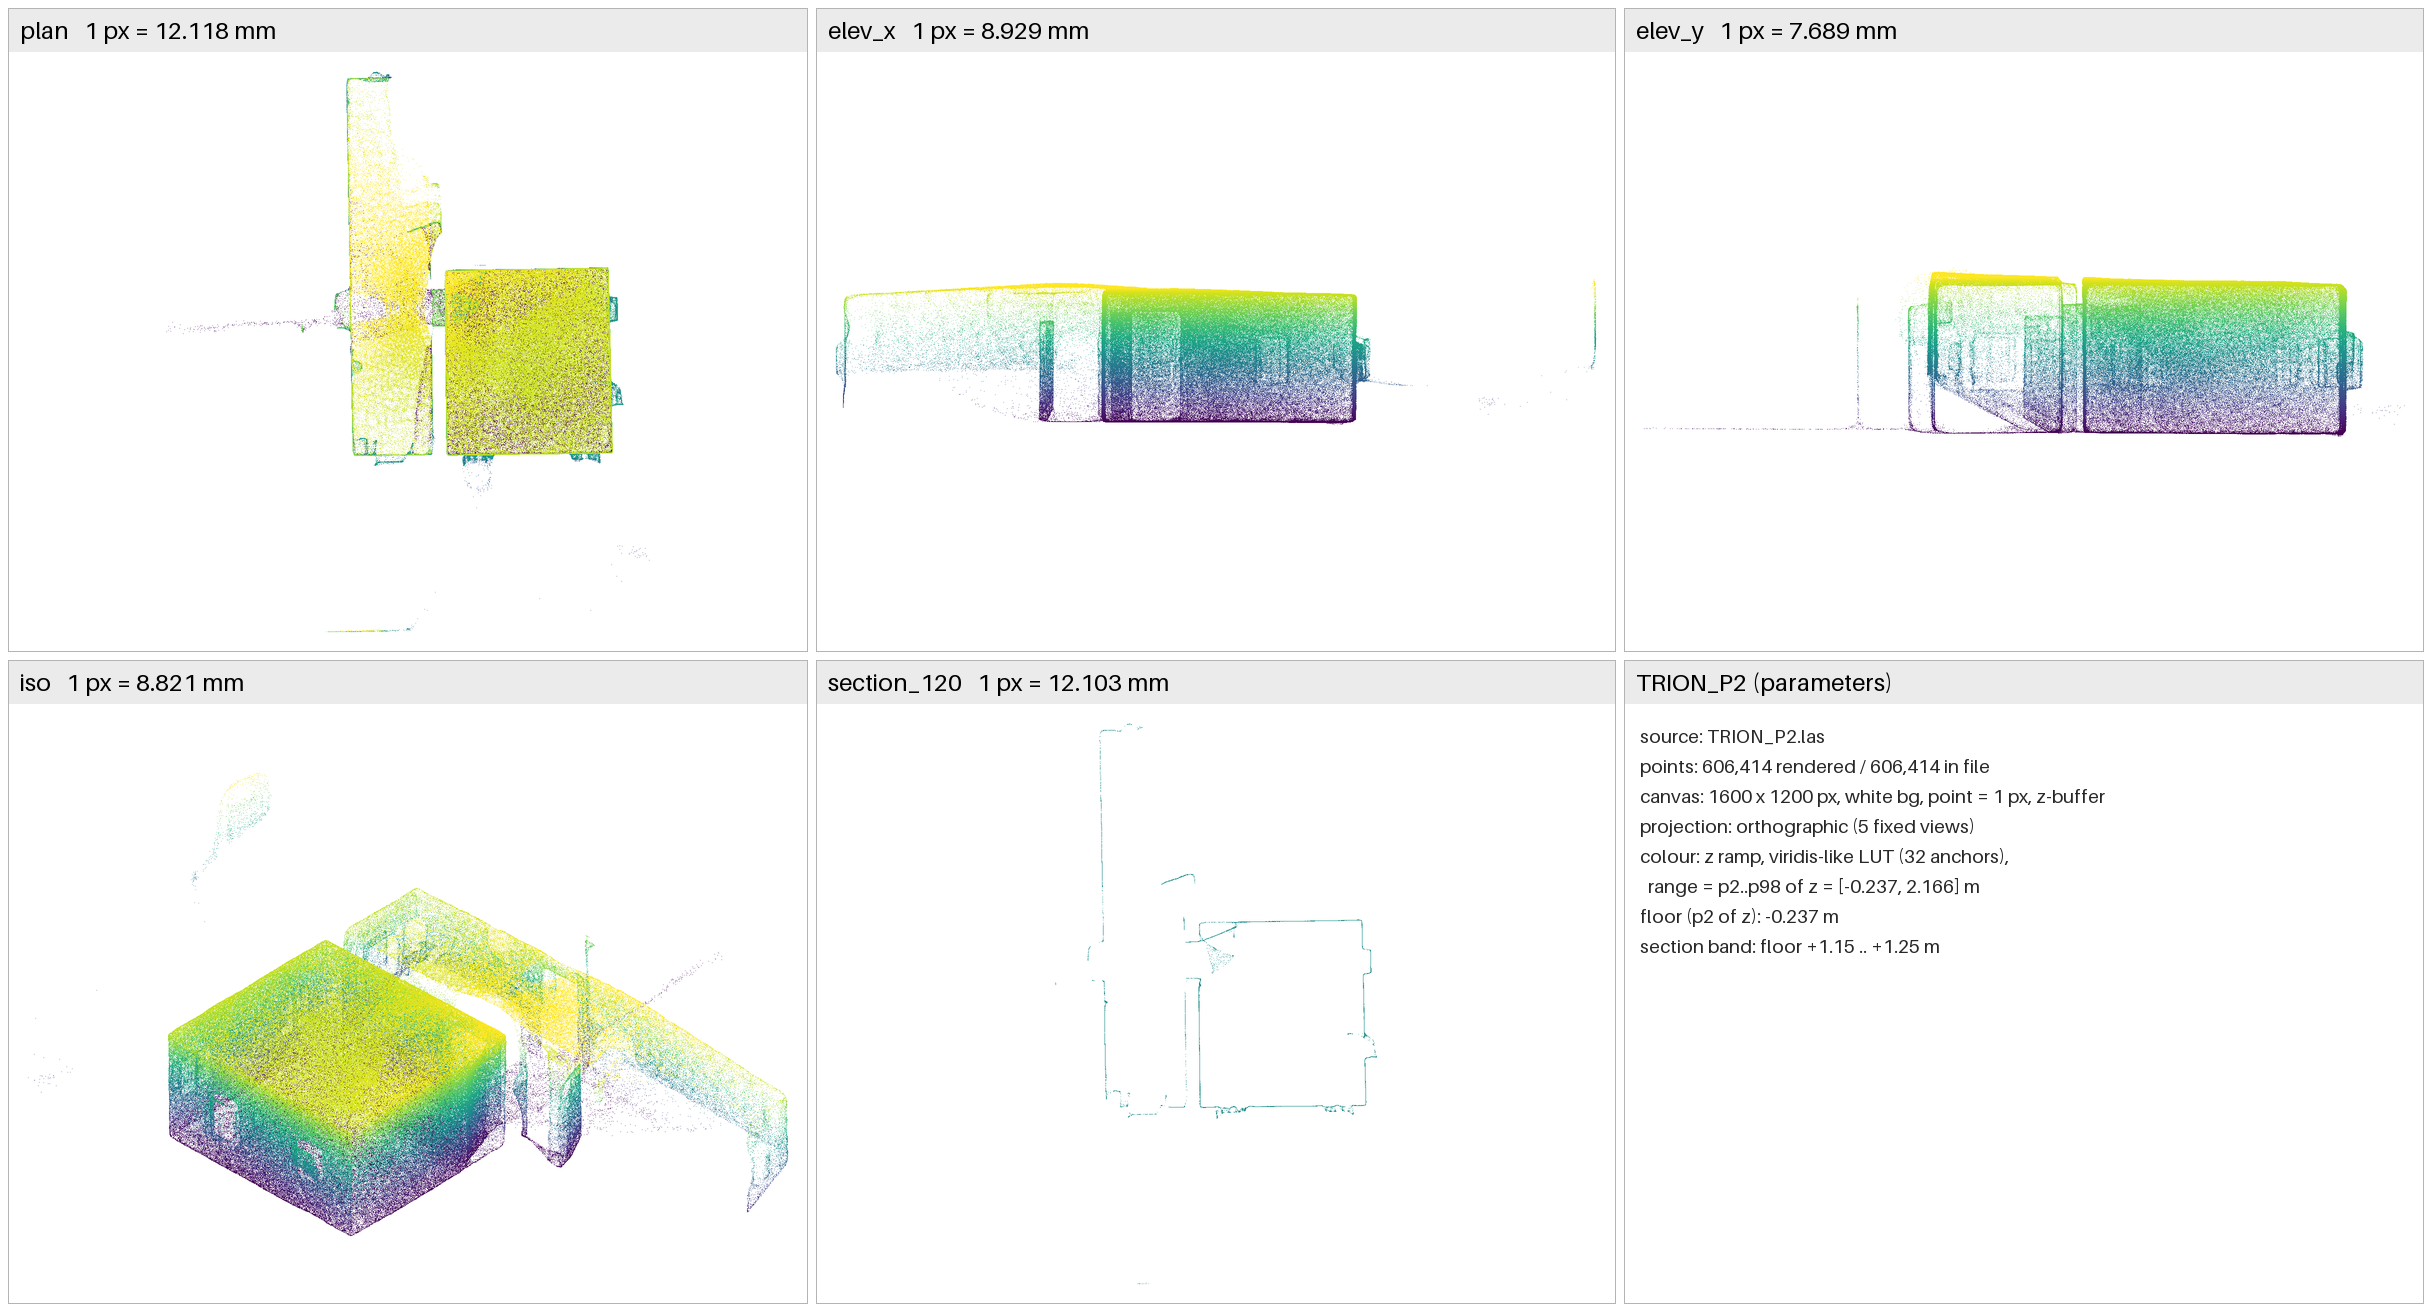 plan 1 px = 12.118 mm
elev_x 1 px = 8.929 mm
elev_y 1 px = 7.689 mm
iso 1 px = 8.821 mm
section_120 1 px = 12.103 mm
TRION_P2 (parameters)
source: TRION_P2.las
points: 606,414 rendered / 606,414 in file
canvas: 1600 x 1200 px, white bg, point = 1 px, z-buffer
projection: orthographic (5 fixed views)
colour: z ramp, viridis-like LUT (32 anchors),
range = p2..p98 of z = [-0.237, 2.166] m
floor (p2 of z): -0.237 m
section band: floor +1.15 .. +1.25 m